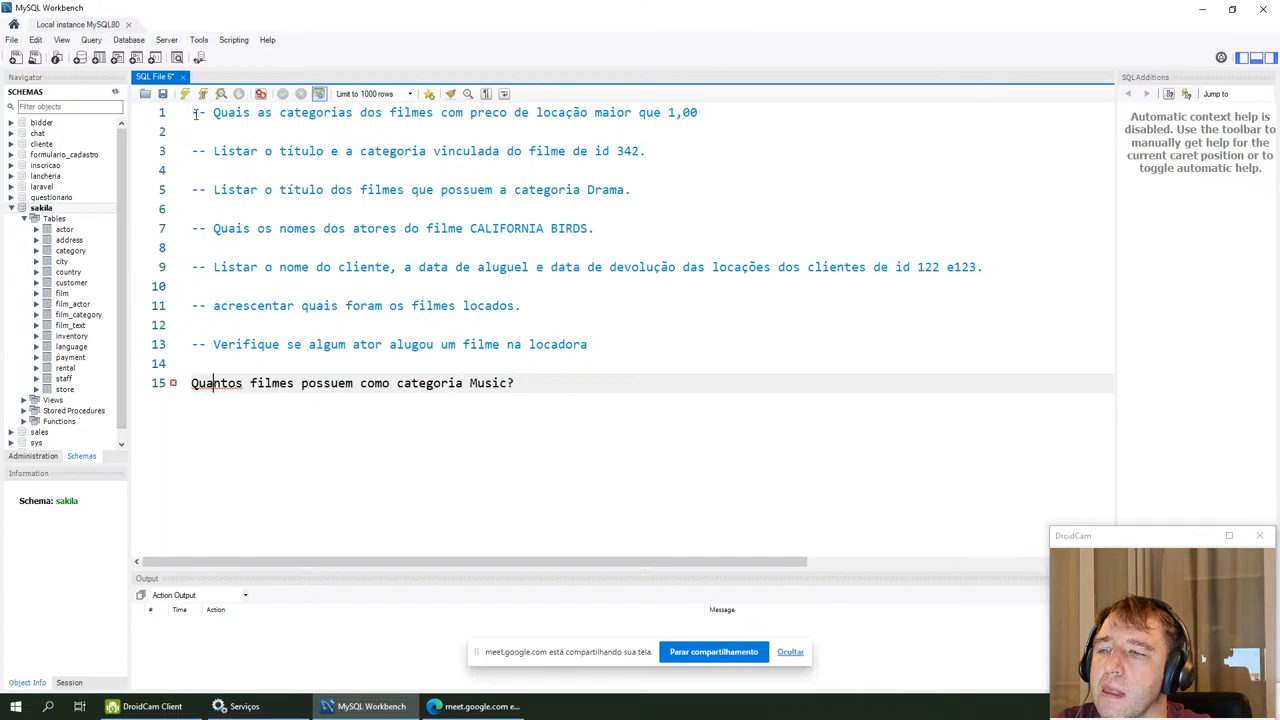 MySQL Workbench
Local instance MySQL80
File Edit View Query Database Server Tools Scripting Help
Navigator
SCHEMAS
Filter objects
bidder
chat
cliente
formulario_cadastro
inscricao
lancheria
laravel
questionario
sakila
Tables
actor
address
category
city
country
customer
film
film_actor
film_category
film_text
inventory
language
payment
rental
staff
store
Views
Stored Procedures
Functions
sales
sys
Administration Schemas
Information
Schema: sakila
Object Info Session
SQL File 6*
Limit to 1000 rows
1 -- Quais as categorias dos filmes com preco de locação maior que 1,00
2
3 -- Listar o título e a categoria vinculada do filme de id 342.
4
5 -- Listar o título dos filmes que possuem a categoria Drama.
6
7 -- Quais os nomes dos atores do filme CALIFORNIA BIRDS.
8
9 -- Listar o nome do cliente, a data de aluguel e data de devolução das locações dos clientes de id 122 e123.
10
11 -- acrescentar quais foram os filmes locados.
12
13 -- Verifique se algum ator alugou um filme na locadora
14
15 Quantos filmes possuem como categoria Music?
Output
Action Output
# Time Action Message
SQLAdditions
Jump to
Automatic context help is
disabled. Use the toolbar to
manually get help for the
current caret position or to
toggle automatic help.
DroidCam
meet.google.com está compartilhando sua tela. Parar compartilhamento Ocultar
DroidCam Client Serviços MySQL Workbench meet.google.com e...